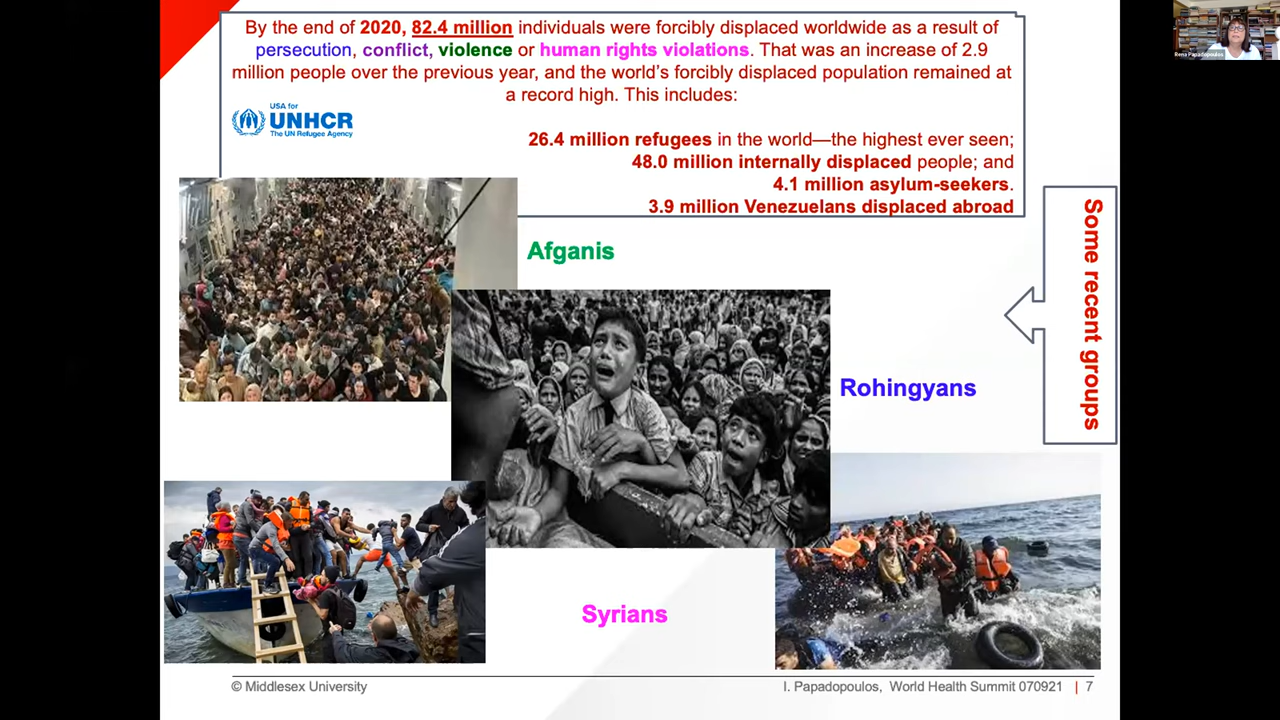 By the end of 2020, 82.4 million individuals were forcibly displaced worldwide as a result of
persecution, conflict, violence or human rights violations. That was an increase of 2.9
million people over the previous year, and the world's forcibly displaced population remained at
a record high. This includes:
USA for
UNHCR
The UN Refugee Agency
26.4 million refugees in the world—the highest ever seen;
48.0 million internally displaced people; and
4.1 million asylum-seekers.
3.9 million Venezuelans displaced abroad
Some recent groups
Afganis
Rohingyans
Syrians
© Middlesex University
I. Papadopoulos, World Health Summit 070921 | 7
Rena Papadopoulos